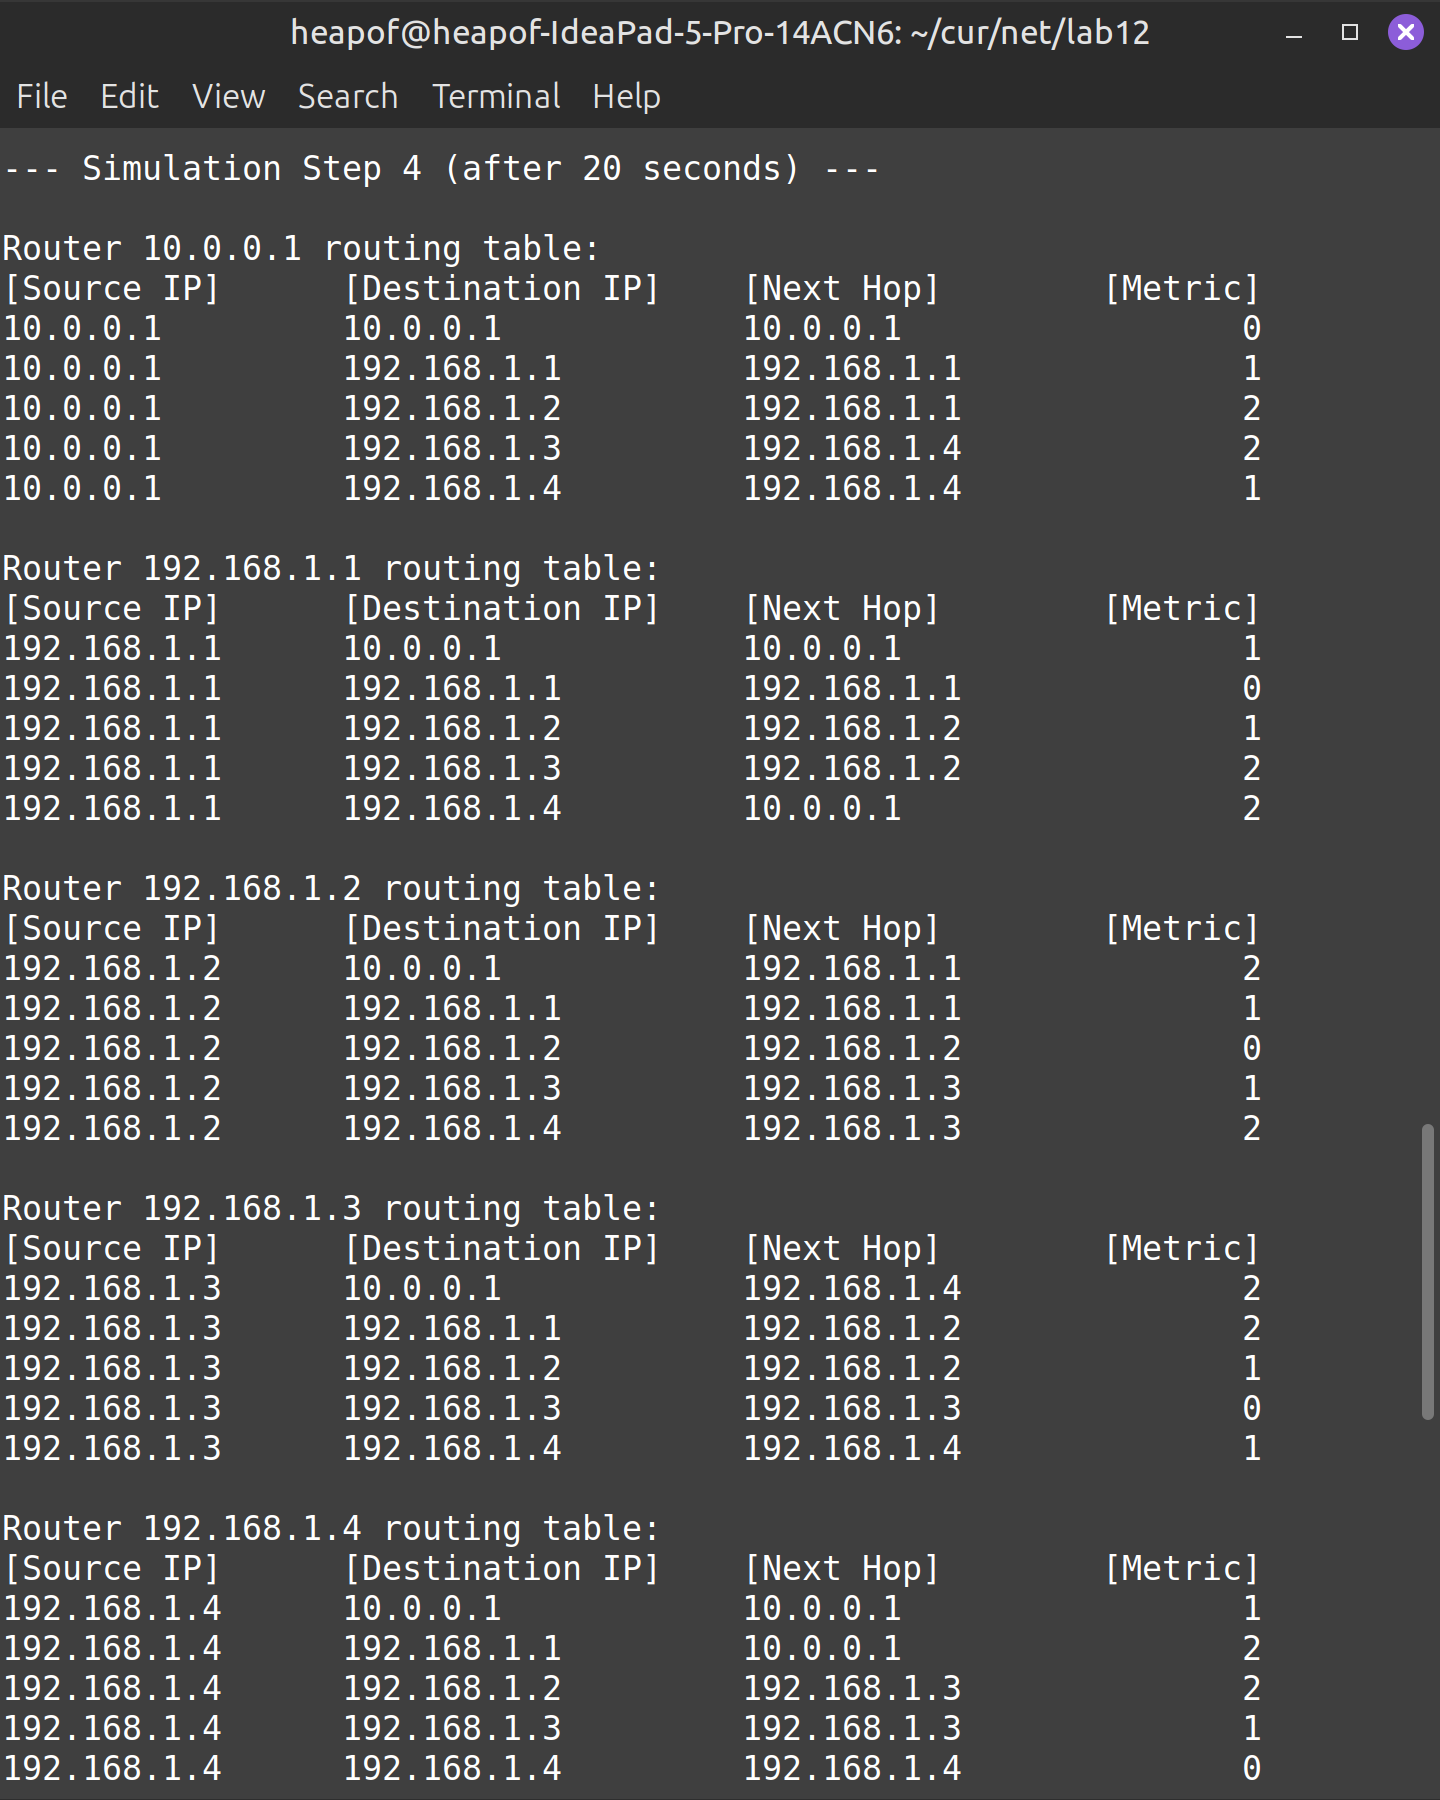 heapof@heapof-IdeaPad-5-Pro-14ACN6: ~/cur/net/lab12
File Edit View Search Terminal Help
--- Simulation Step 4 (after 20 seconds) ---
Router 10.0.0.1 routing table:
[Source IP] [Destination IP] [Next Hop] [Metric]
10.0.0.1 10.0.0.1 10.0.0.1 0
10.0.0.1 192.168.1.1 192.168.1.1 1
10.0.0.1 192.168.1.2 192.168.1.1 2
10.0.0.1 192.168.1.3 192.168.1.4 2
10.0.0.1 192.168.1.4 192.168.1.4 1
Router 192.168.1.1 routing table:
[Source IP] [Destination IP] [Next Hop] [Metric]
192.168.1.1 10.0.0.1 10.0.0.1 1
192.168.1.1 192.168.1.1 192.168.1.1 0
192.168.1.1 192.168.1.2 192.168.1.2 1
192.168.1.1 192.168.1.3 192.168.1.2 2
192.168.1.1 192.168.1.4 10.0.0.1 2
Router 192.168.1.2 routing table:
[Source IP] [Destination IP] [Next Hop] [Metric]
192.168.1.2 10.0.0.1 192.168.1.1 2
192.168.1.2 192.168.1.1 192.168.1.1 1
192.168.1.2 192.168.1.2 192.168.1.2 0
192.168.1.2 192.168.1.3 192.168.1.3 1
192.168.1.2 192.168.1.4 192.168.1.3 2
Router 192.168.1.3 routing table:
[Source IP] [Destination IP] [Next Hop] [Metric]
192.168.1.3 10.0.0.1 192.168.1.4 2
192.168.1.3 192.168.1.1 192.168.1.2 2
192.168.1.3 192.168.1.2 192.168.1.2 1
192.168.1.3 192.168.1.3 192.168.1.3 0
192.168.1.3 192.168.1.4 192.168.1.4 1
Router 192.168.1.4 routing table:
[Source IP] [Destination IP] [Next Hop] [Metric]
192.168.1.4 10.0.0.1 10.0.0.1 1
192.168.1.4 192.168.1.1 10.0.0.1 2
192.168.1.4 192.168.1.2 192.168.1.3 2
192.168.1.4 192.168.1.3 192.168.1.3 1
192.168.1.4 192.168.1.4 192.168.1.4 0